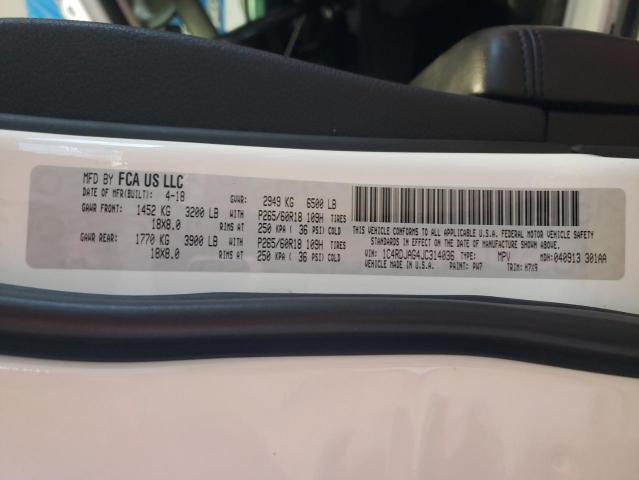 MFD BY FCA US LLC
DATE OF MFR(BUILT): 4-18 GVWR: 2949 KG 6500 LB
GAWR FRONT: 1452 KG 3200 LB WITH P265/60R18 109H TIRES
18X8.0 RIMS AT 250 KPA ( 36 PSI) COLD
GAWR REAR: 1770 KG 3900 LB WITH P265/60R18 109H TIRES
18X8.0 RIMS AT 250 KPA ( 36 PSI) COLD
THIS VEHICLE CONFORMS TO ALL APPLICABLE U.S.A. FEDERAL MOTOR VEHICLE SAFETY
STANDARDS IN EFFECT ON THE DATE OF MANUFACTURE SHOWN ABOVE.
VIN: 1C4RDJAG4JC314036 TYPE: MPV MDH: 040913 301AA
VEHICLE MADE IN U.S.A. PAINT: PW7 TRIM: H7X9